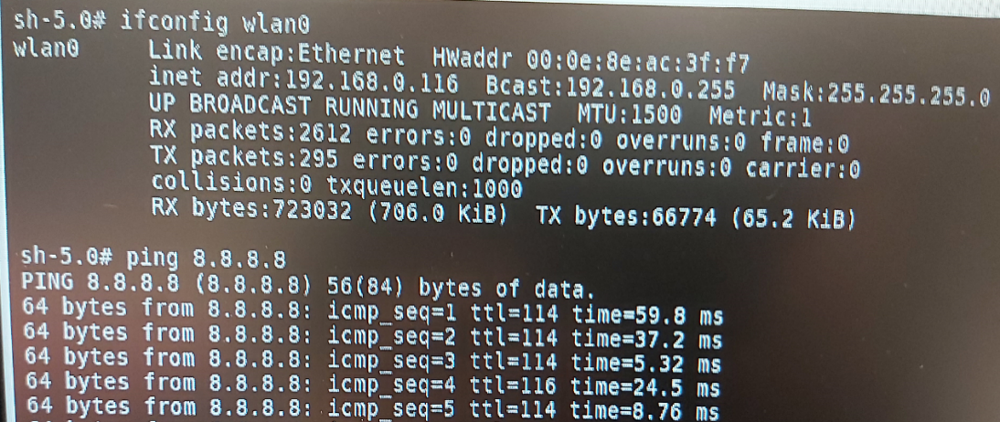 sh-5.0# ifconfig wlan0
wlan0 Link encap:Ethernet HWaddr 00:0e:8e:ac:3f:f7
inet addr:192.168.0.116 Bcast:192.168.0.255 Mask:255.255.255.0
UP BROADCAST RUNNING MULTICAST MTU:1500 Metric:1
RX packets:2612 errors:0 dropped:0 overruns:0 frame:0
TX packets:295 errors:0 dropped:0 overruns:0 carrier:0
collisions:0 txqueuelen:1000
RX bytes:723032 (706.0 KiB) TX bytes:66774 (65.2 KiB)
sh-5.0# ping 8.8.8.8
PING 8.8.8.8 (8.8.8.8) 56(84) bytes of data.
64 bytes from 8.8.8.8: icmp_seq=1 ttl=114 time=59.8 ms
64 bytes from 8.8.8.8: icmp_seq=2 ttl=114 time=37.2 ms
64 bytes from 8.8.8.8: icmp_seq=3 ttl=114 time=5.32 ms
64 bytes from 8.8.8.8: icmp_seq=4 ttl=116 time=24.5 ms
64 bytes from 8.8.8.8: icmp_seq=5 ttl=114 time=8.76 ms